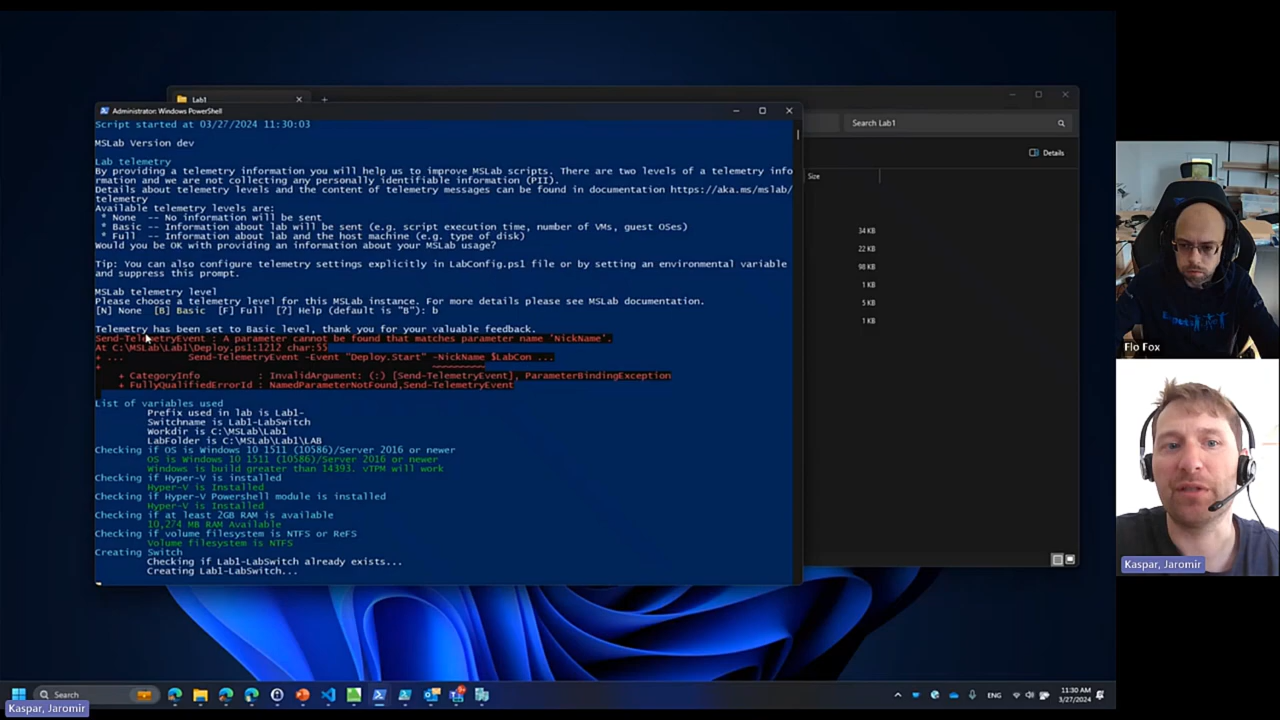 Lab1
Administrator: Windows PowerShell
Search Lab1
Details
Size
34 KB
22 KB
98 KB
1 KB
5 KB
1 KB
Script started at 03/27/2024 11:30:03
MSLab Version dev
Lab telemetry
By providing a telemetry information you will help us to improve MSLab scripts. There are two levels of a telemetry info
rmation and we are not collecting any personally identifiable information (PII).
Details about telemetry levels and the content of telemetry messages can be found in documentation https://aka.ms/mslab/
telemetry
Available telemetry levels are:
* None -- No information will be sent
* Basic -- Information about lab will be sent (e.g. script execution time, number of VMs, guest OSes)
* Full -- Information about lab and the host machine (e.g. type of disk)
Would you be OK with providing an information about your MSLab usage?
Tip: You can also configure telemetry settings explicitly in LabConfig.ps1 file or by setting an environmental variable
and suppress this prompt.
MSLab telemetry level
Please choose a telemetry level for this MSLab instance. For more details please see MSLab documentation.
[N] None [B] Basic [F] Full [?] Help (default is "B"): b
Telemetry has been set to Basic level, thank you for your valuable feedback.
Send-TelemetryEvent : A parameter cannot be found that matches parameter name 'NickName'.
At C:\MSLab\Lab1\Deploy.ps1:1212 char:55
+ ... Send-TelemetryEvent -Event "Deploy.Start" -NickName $LabCon ...
+ ~~~~~~~~~
+ CategoryInfo : InvalidArgument: (:) [Send-TelemetryEvent], ParameterBindingException
+ FullyQualifiedErrorId : NamedParameterNotFound,Send-TelemetryEvent
List of variables used
Prefix used in lab is Lab1-
Switchname is Lab1-LabSwitch
Workdir is C:\MSLab\Lab1
LabFolder is C:\MSLab\Lab1\LAB
Checking if OS is Windows 10 1511 (10586)/Server 2016 or newer
OS is Windows 10 1511 (10586)/Server 2016 or newer
Windows is build greater than 14393. vTPM will work
Checking if Hyper-V is installed
Hyper-V is Installed
Checking if Hyper-V Powershell module is installed
Hyper-V is Installed
Checking if at least 2GB RAM is available
10,274 MB RAM Available
Checking if volume filesystem is NTFS or ReFS
Volume filesystem is NTFS
Creating Switch
Checking if Lab1-LabSwitch already exists...
Creating Lab1-LabSwitch...
Flo Fox
Kaspar, Jaromir
Search
ENG
11:30 AM
3/27/2024
Kaspar, Jaromir